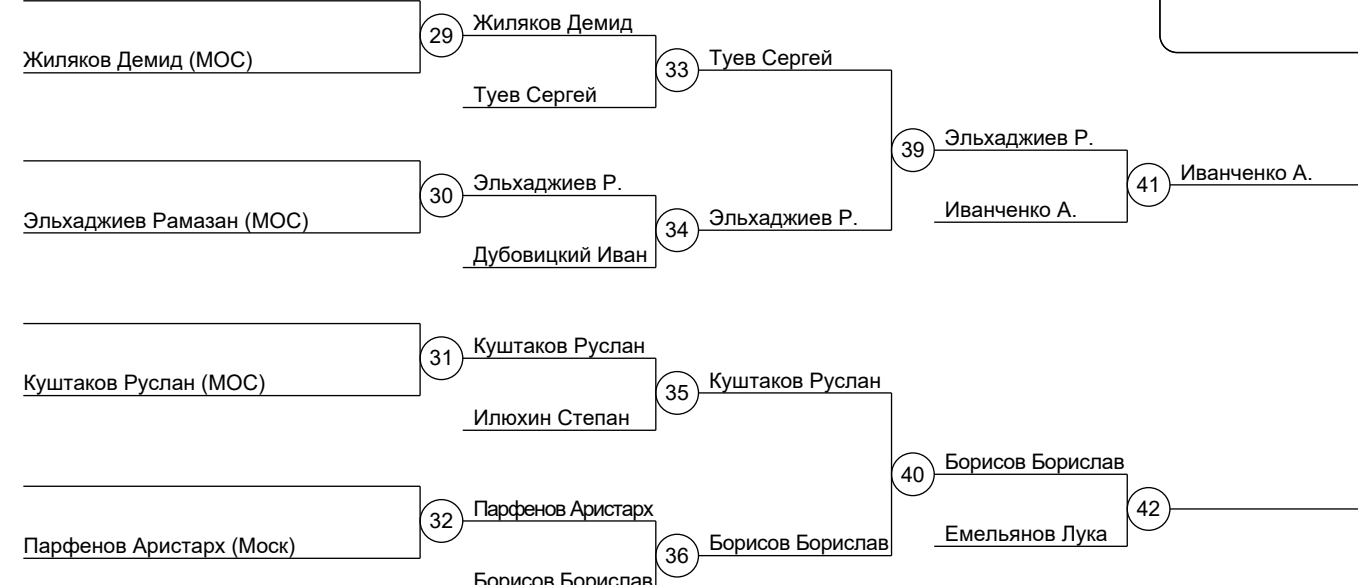 29
Жиляков Демид
Жиляков Демид (МОС)
33
Туев Сергей
Туев Сергей
39
Эльхаджиев Р.
30
Эльхаджиев Р.
41
Иванченко А.
Эльхаджиев Рамазан (МОС)
34
Эльхаджиев Р.
Иванченко А.
Дубовицкий Иван
31
Куштаков Руслан
Куштаков Руслан (МОС)
35
Куштаков Руслан
Илюхин Степан
40
Борисов Борислав
32
Парфенов Аристарх
42
Парфенов Аристарх (Моск)
36
Борисов Борислав
Емельянов Лука
Борисов Борислав